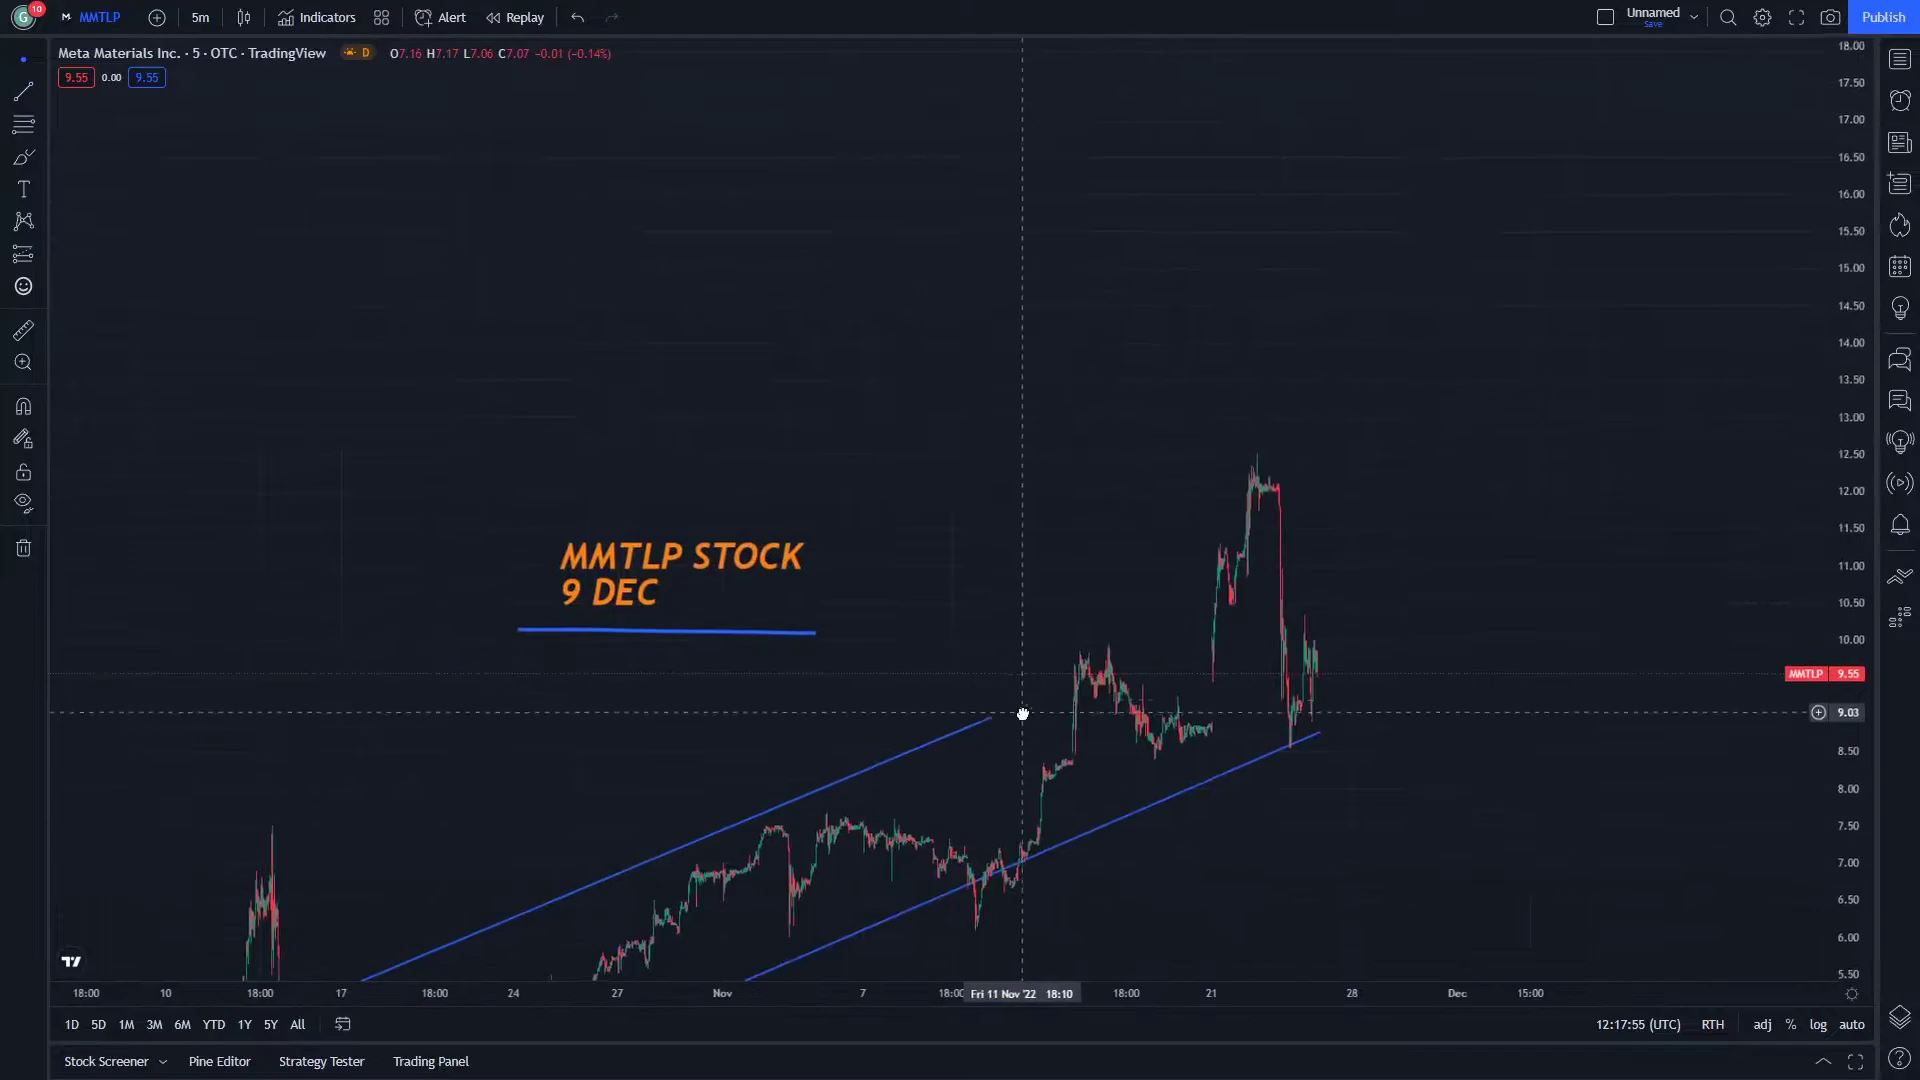 G 10 MMTLP 5m Indicators Alert Replay Unnamed Save Publish
Meta Materials Inc. · 5 · OTC · TradingView D O7.16 H7.17 L7.06 C7.07 −0.01 (−0.14%)
9.55 0.00 9.55
18.00
17.50
17.00
16.50
16.00
15.50
15.00
14.50
14.00
13.50
13.00
12.50
12.00
11.50
11.00
10.50
10.00
MMTLP 9.55
9.03
8.50
8.00
7.50
7.00
6.50
6.00
5.50
MMTLP STOCK
9 DEC
18:00 10 18:00 17 18:00 24 27 Nov 7 18:00 Fri 11 Nov '22 18:10 18:00 21 28 Dec 15:00
1D 5D 1M 3M 6M YTD 1Y 5Y All 12:17:55 (UTC) RTH adj % log auto
Stock Screener Pine Editor Strategy Tester Trading Panel